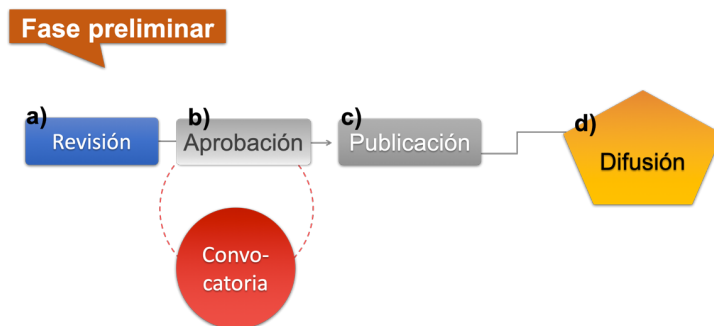 Fase preliminar
a)
Revisión
b)
Aprobación
c)
Publicación
d)
Difusión
Convo-
catoria